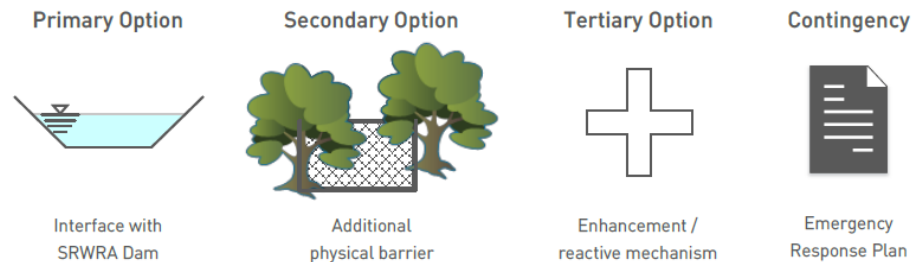 Primary Option
Secondary Option
Tertiary Option
Contingency
Interface with
SRWRA Dam
Additional
physical barrier
Enhancement /
reactive mechanism
Emergency
Response Plan